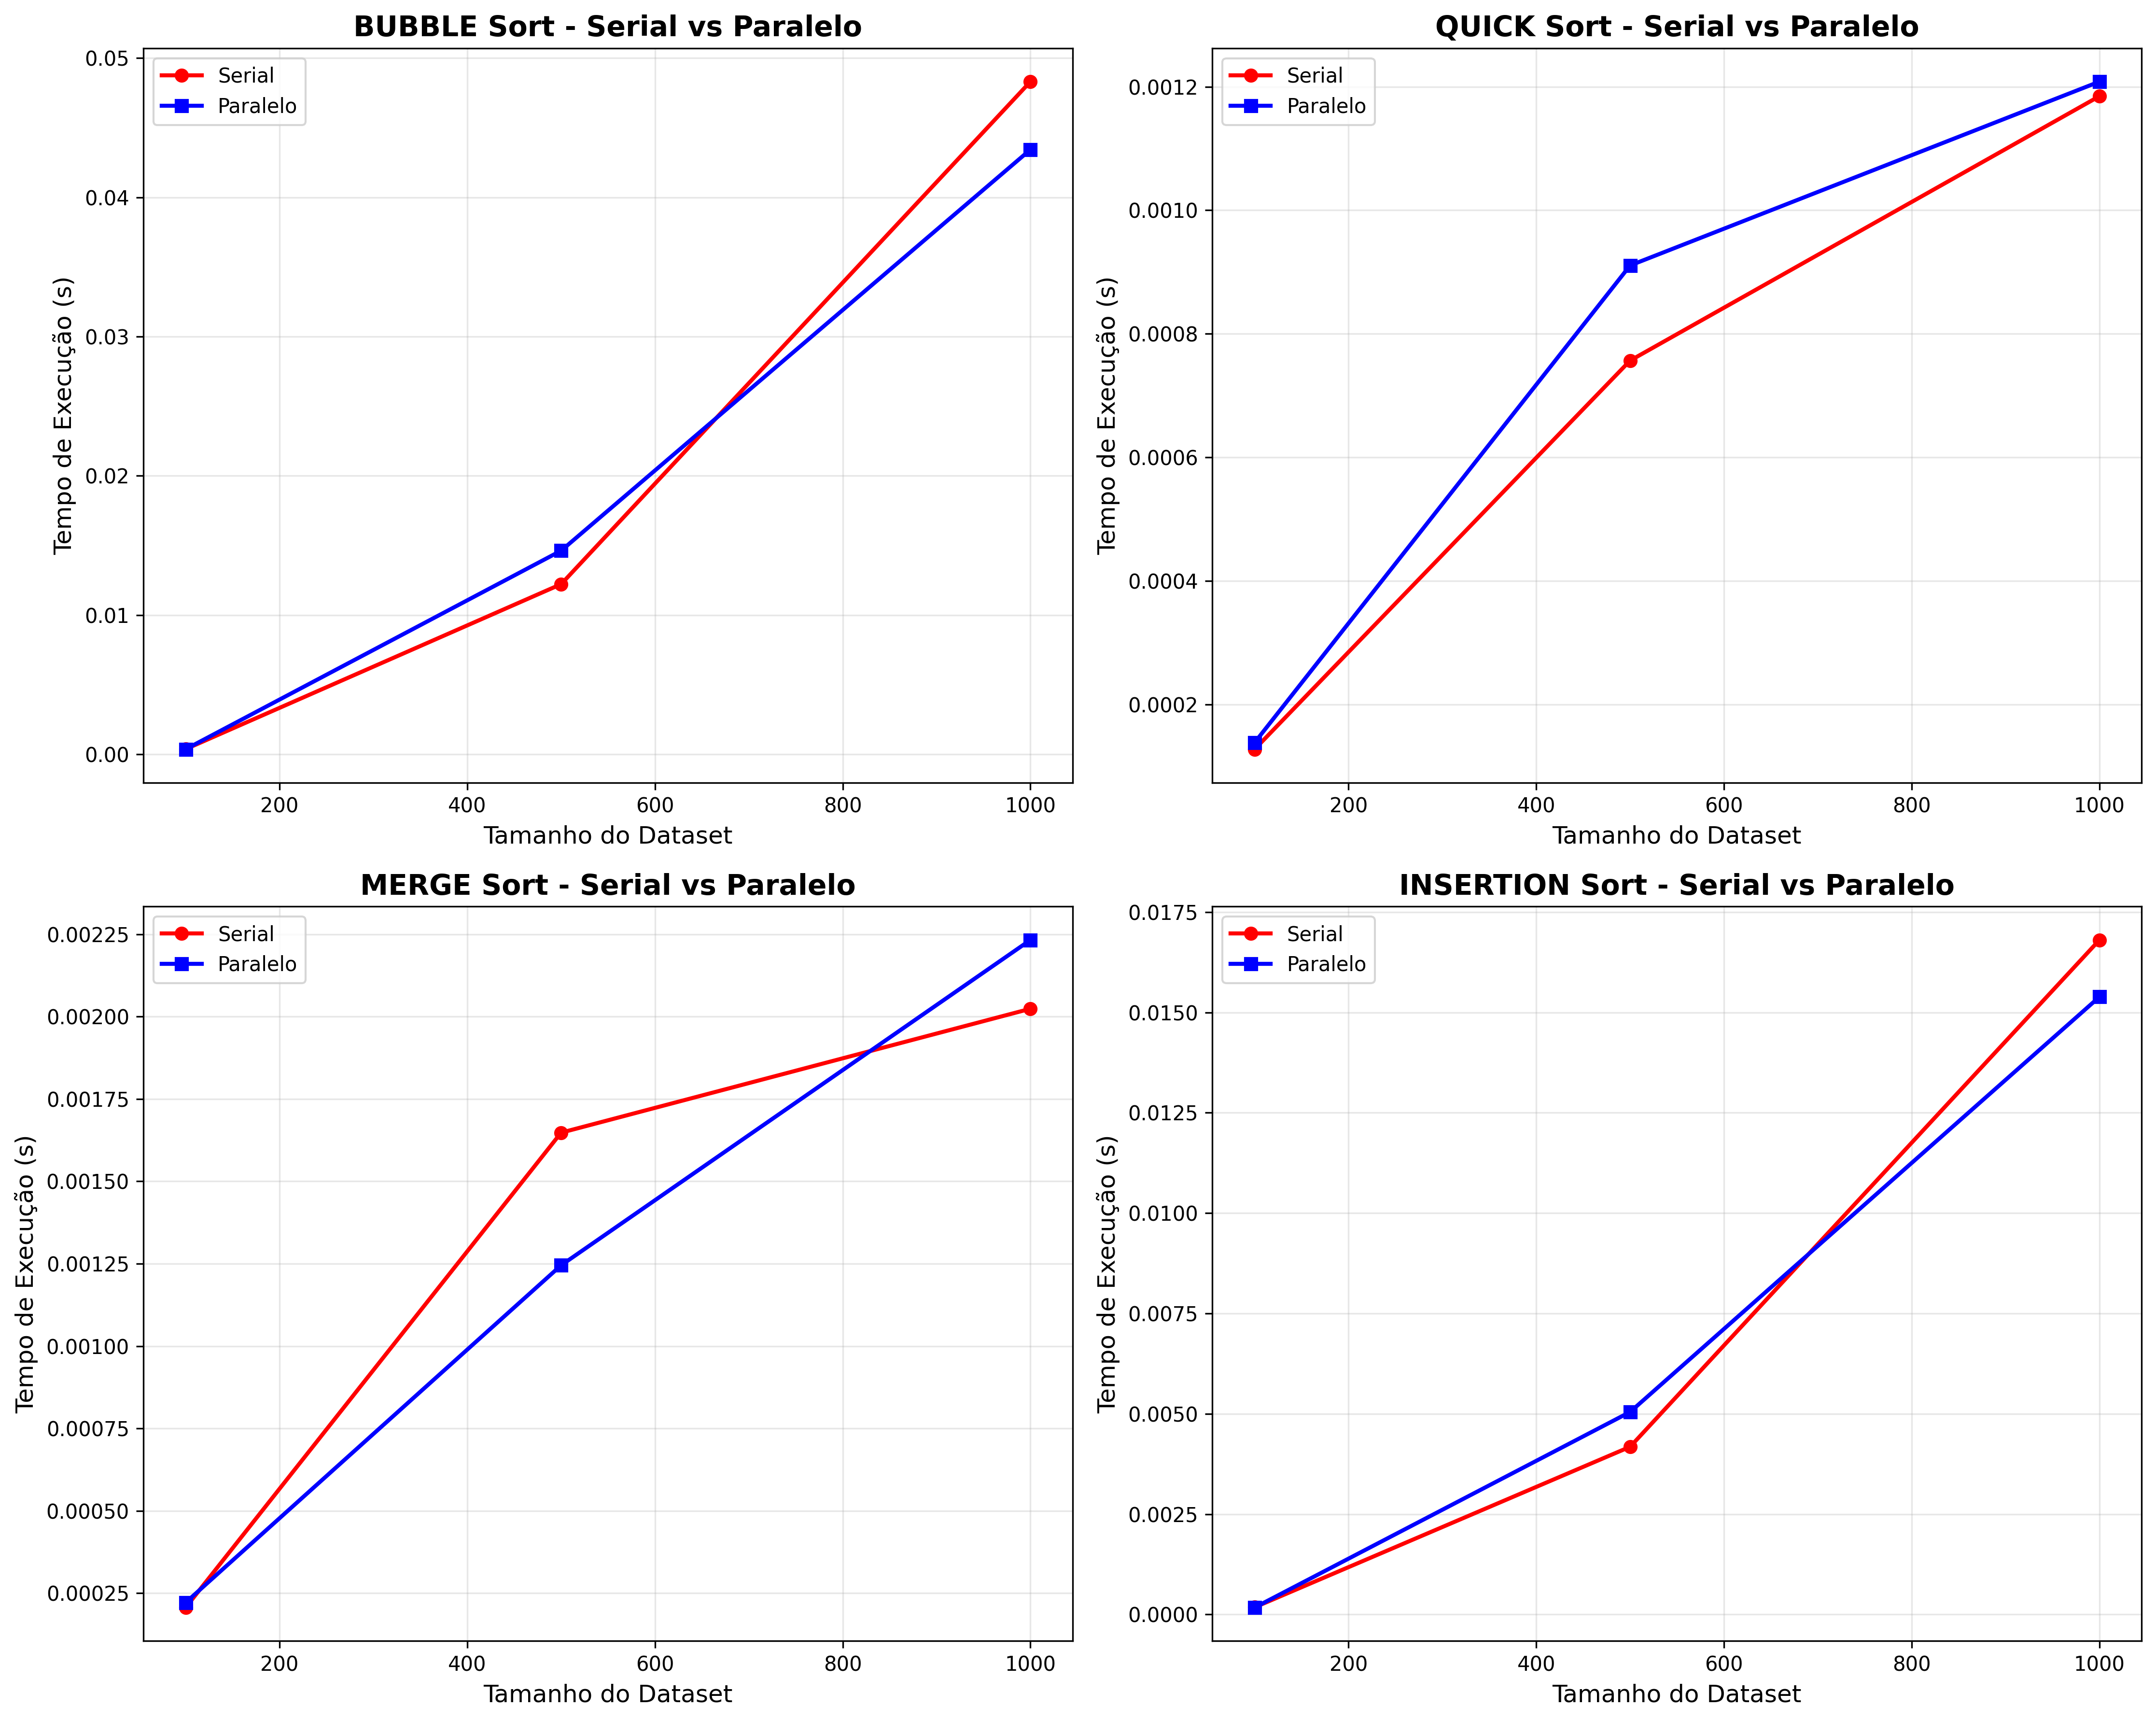 BUBBLE Sort - Serial vs Paralelo
Serial
Paralelo
0.05
0.04
0.03
0.02
0.01
0.00
Tempo de Execução (s)
200 400 600 800 1000
Tamanho do Dataset
QUICK Sort - Serial vs Paralelo
Serial
Paralelo
0.0012
0.0010
0.0008
0.0006
0.0004
0.0002
Tempo de Execução (s)
200 400 600 800 1000
Tamanho do Dataset
MERGE Sort - Serial vs Paralelo
Serial
Paralelo
0.00225
0.00200
0.00175
0.00150
0.00125
0.00100
0.00075
0.00050
0.00025
Tempo de Execução (s)
200 400 600 800 1000
Tamanho do Dataset
INSERTION Sort - Serial vs Paralelo
Serial
Paralelo
0.0175
0.0150
0.0125
0.0100
0.0075
0.0050
0.0025
0.0000
Tempo de Execução (s)
200 400 600 800 1000
Tamanho do Dataset